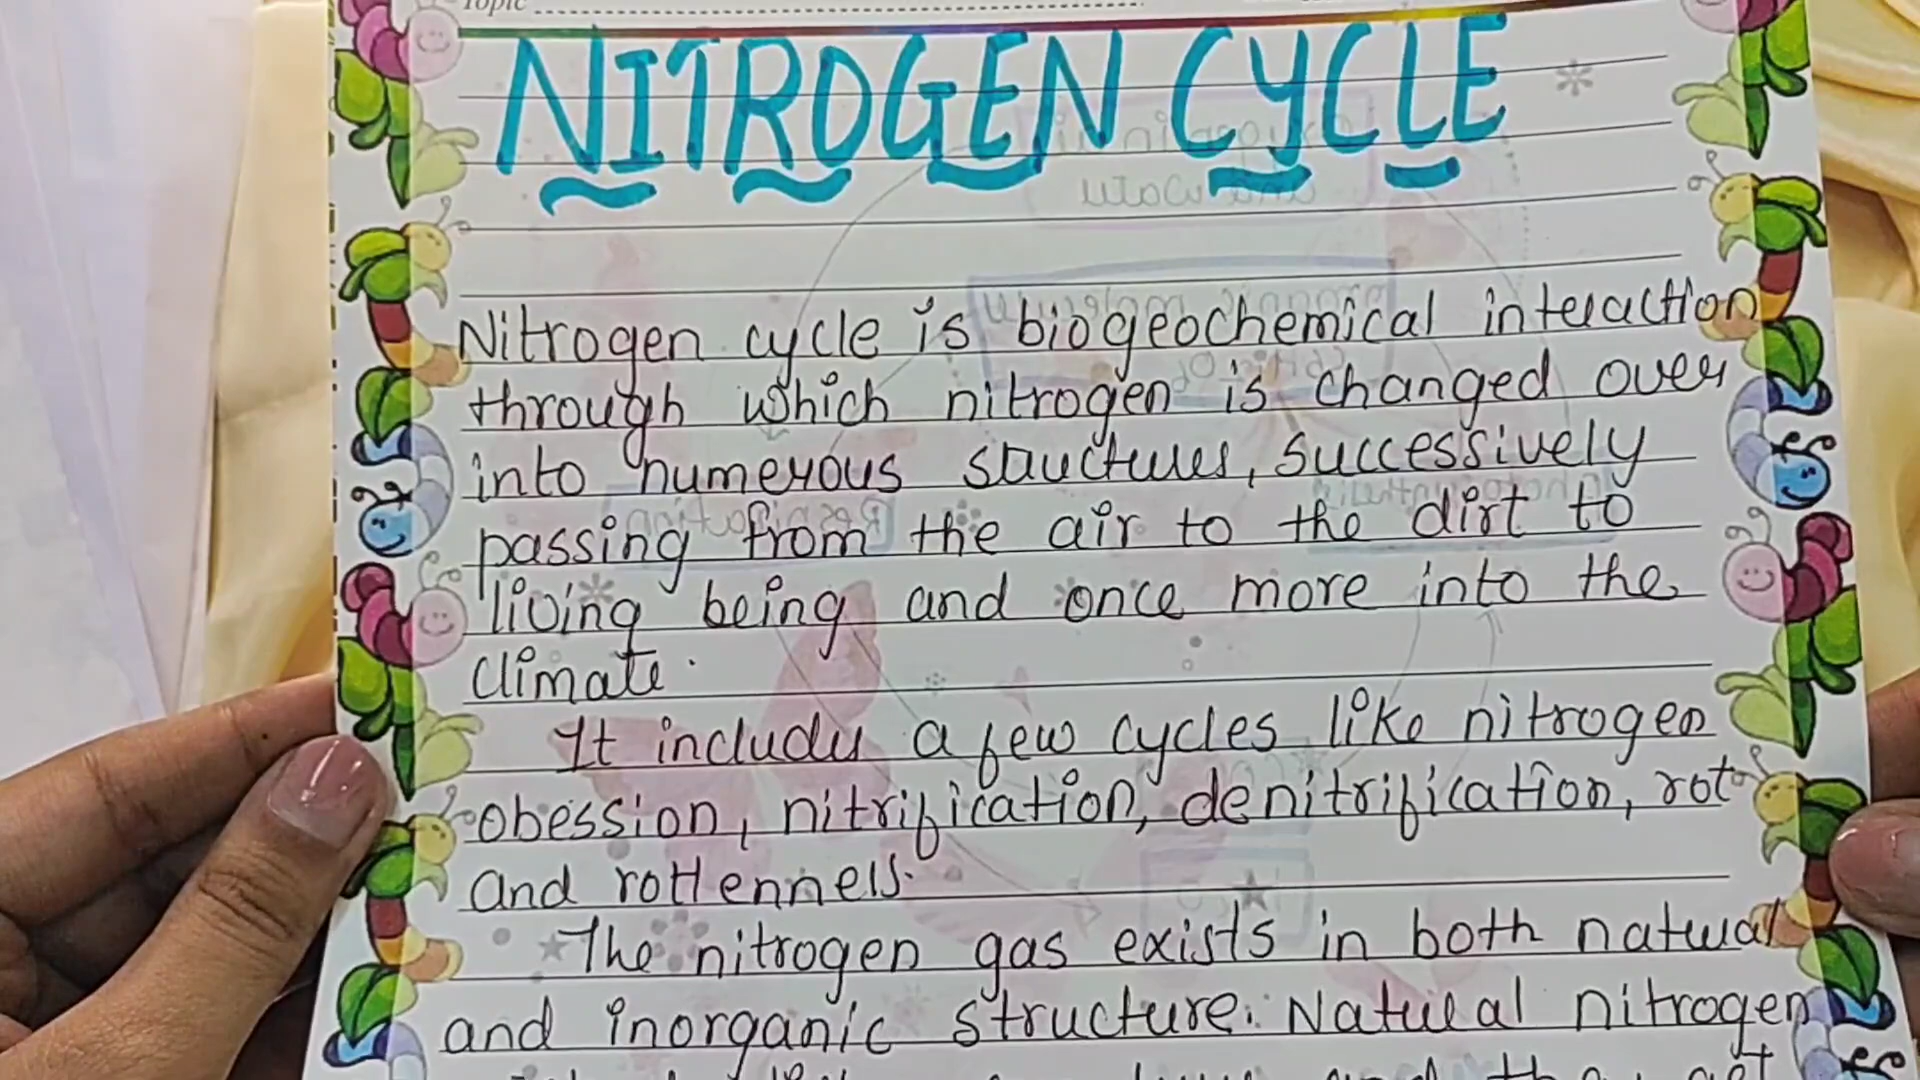 Topic
NITROGEN CYCLE
Nitrogen cycle is biogeochemical interaction
through which nitrogen is changed over
into numerous structures, successively
passing from the air to the dirt to
living being and once more into the
climate.
It includes a few cycles like nitrogen
obession, nitrification, denitrification, rot
and rottenness.
The nitrogen gas exists in both natural
and inorganic structure. Natural nitrogen